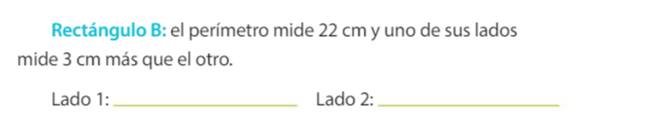 Rectángulo B: el perímetro mide 22 cm y uno de sus lados
mide 3 cm más que el otro.
Lado 1: ____________________ Lado 2: ____________________